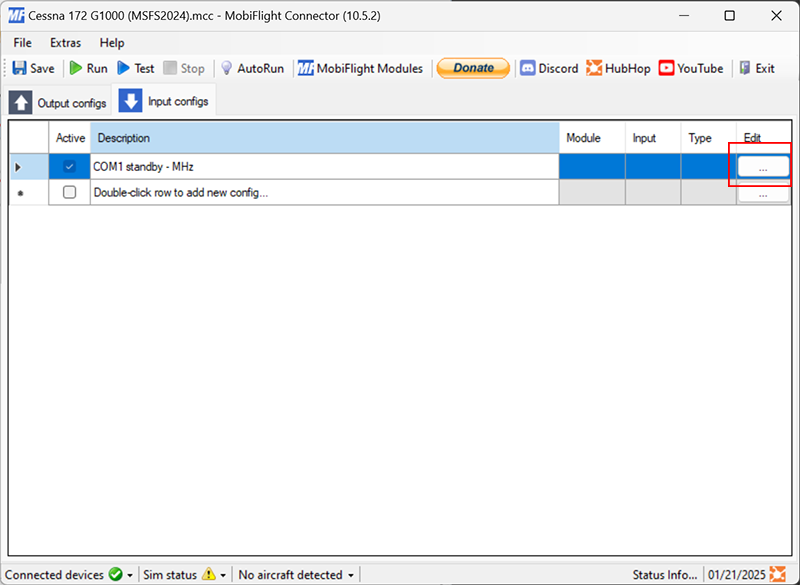 MF Cessna 172 G1000 (MSFS2024).mcc - MobiFlight Connector (10.5.2)
File Extras Help
Save Run Test Stop AutoRun MF MobiFlight Modules Donate Discord HubHop YouTube Exit
Output configs Input configs
Active Description Module Input Type Edit
COM1 standby - MHz ...
Double-click row to add new config... ...
Connected devices Sim status No aircraft detected Status Info... 01/21/2025